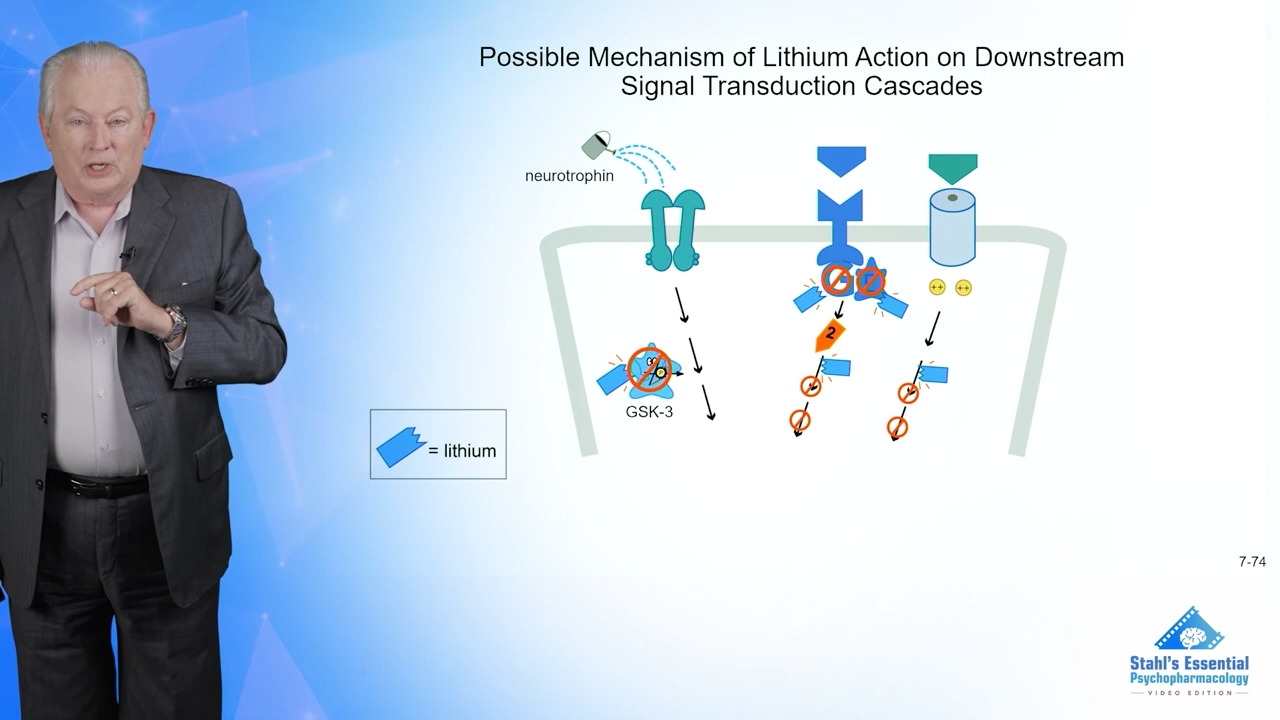 Possible Mechanism of Lithium Action on Downstream
Signal Transduction Cascades
neurotrophin
++ ++
2
GSK-3
= lithium
7-74
Stahl's Essential
Psychopharmacology
VIDEO EDITION